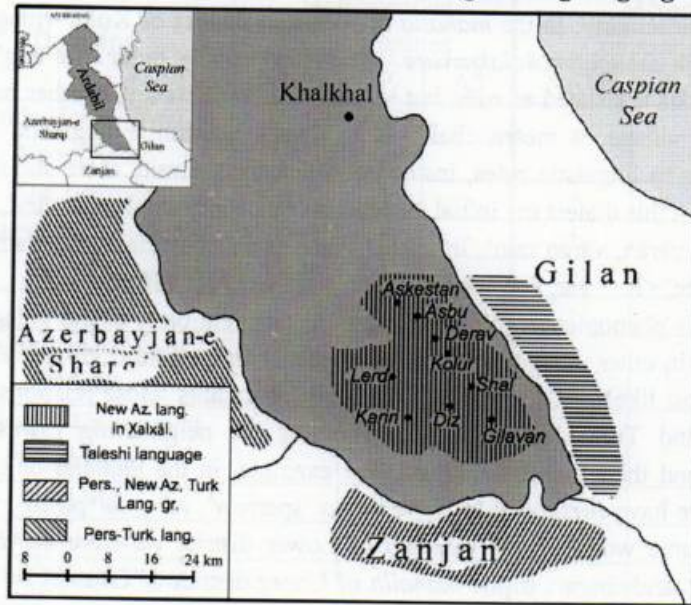 Ardabil
Caspian
Sea
Azerbayjan-e
Sharq
Gilan
Zanjan
Khalkhal
Caspian
Sea
Gilan
Azerbayjan-e
Askestan
Asbu
Derav
Kolur
Lerd
Shal
Karin
Diz
Gilavan
Zanjan
New Az. lang.
in Xalxāl.
Taleshi language
Pers., New Az. Turk
Lang. gr.
Pers-Turk. lang.
8 0 8 16 24 km